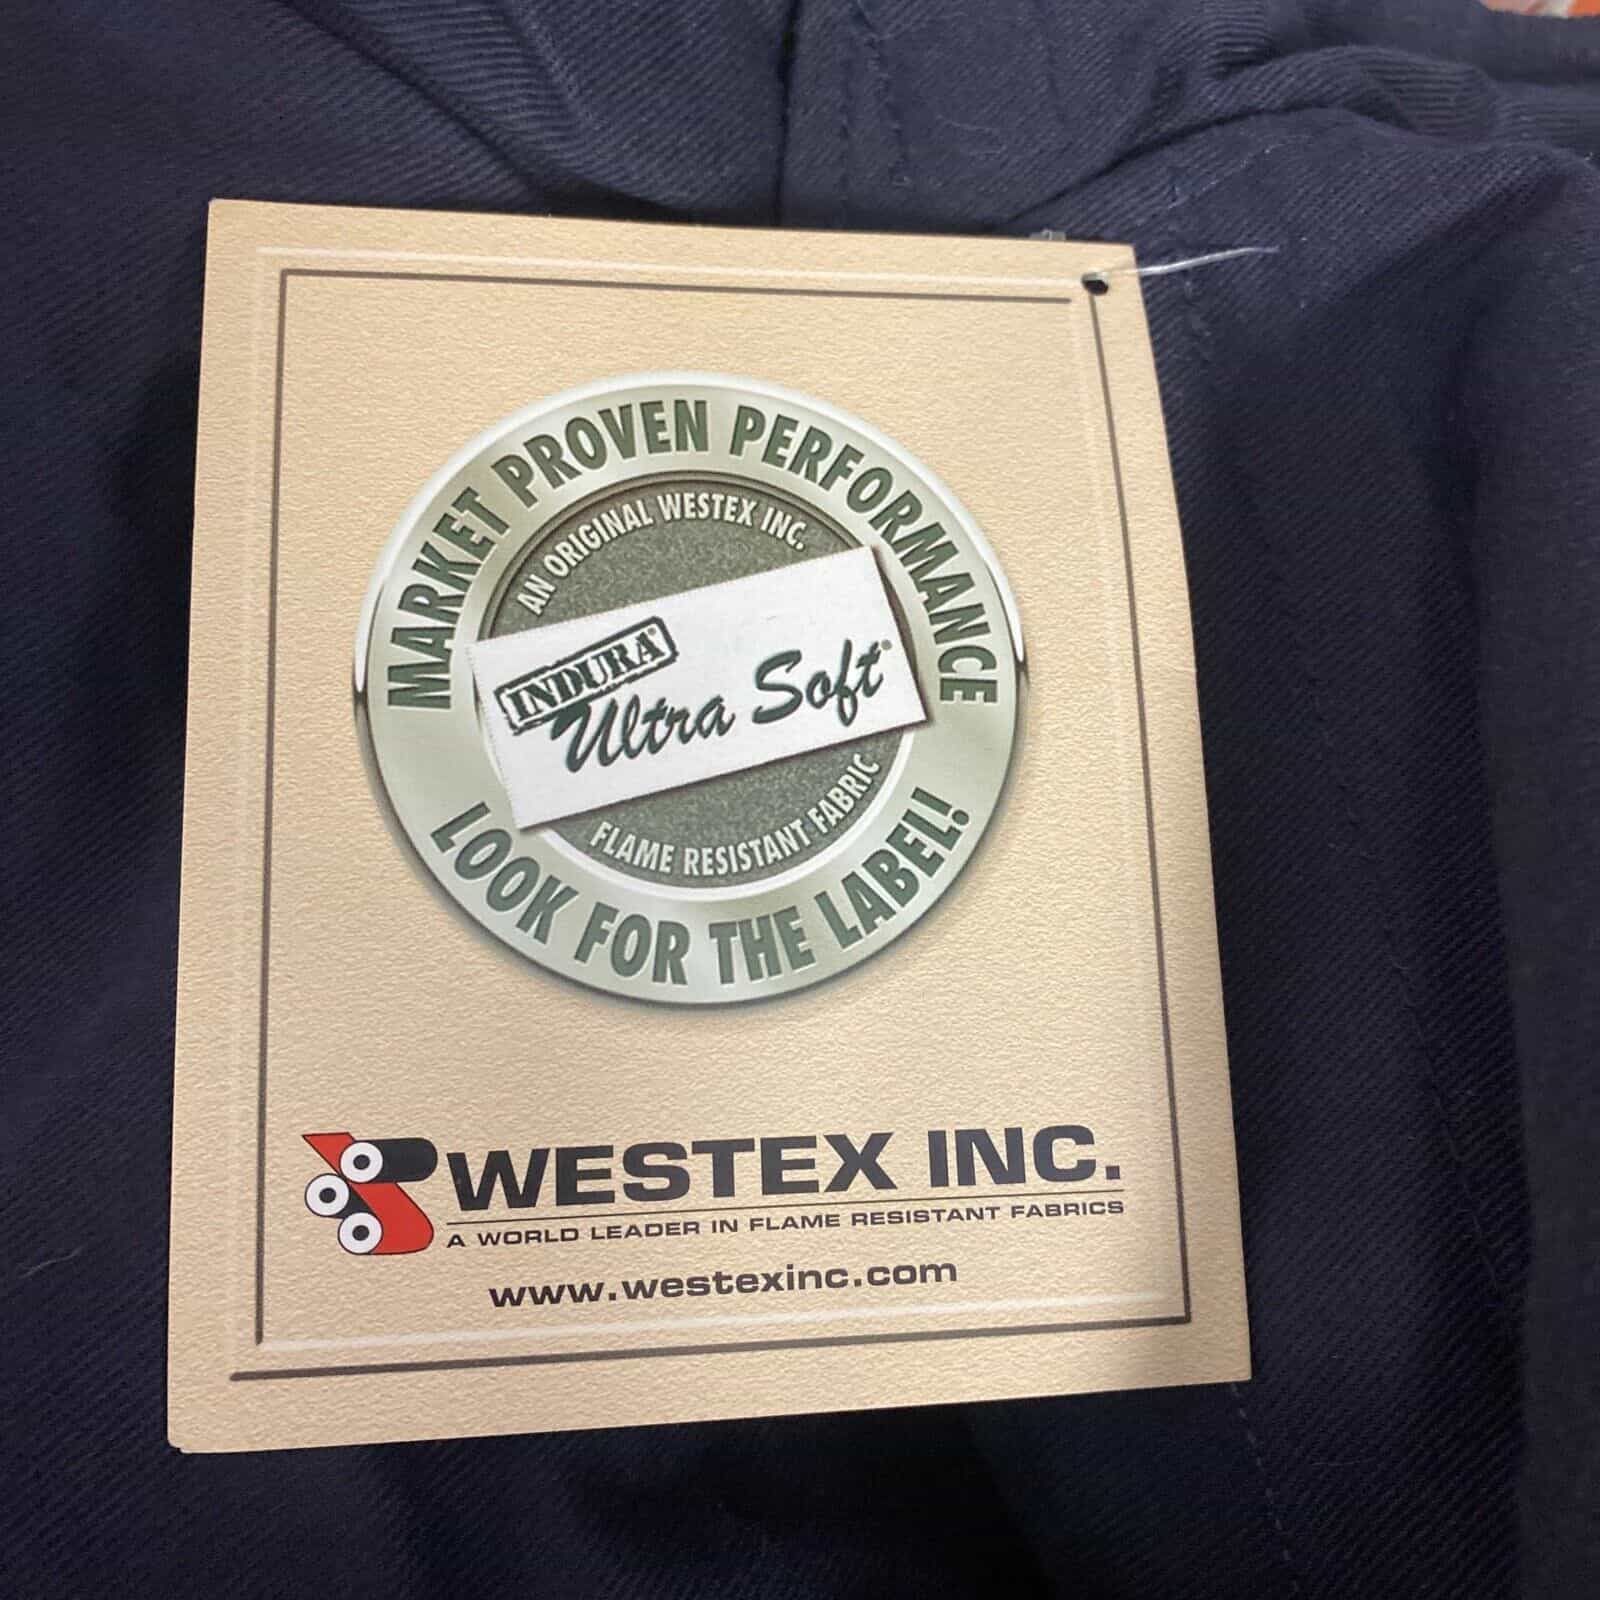 MARKET PROVEN PERFORMANCE
AN ORIGINAL WESTEX INC.
INDURA®
Ultra Soft®
FLAME RESISTANT FABRIC
LOOK FOR THE LABEL!
WESTEX INC.
A WORLD LEADER IN FLAME RESISTANT FABRICS
www.westexinc.com